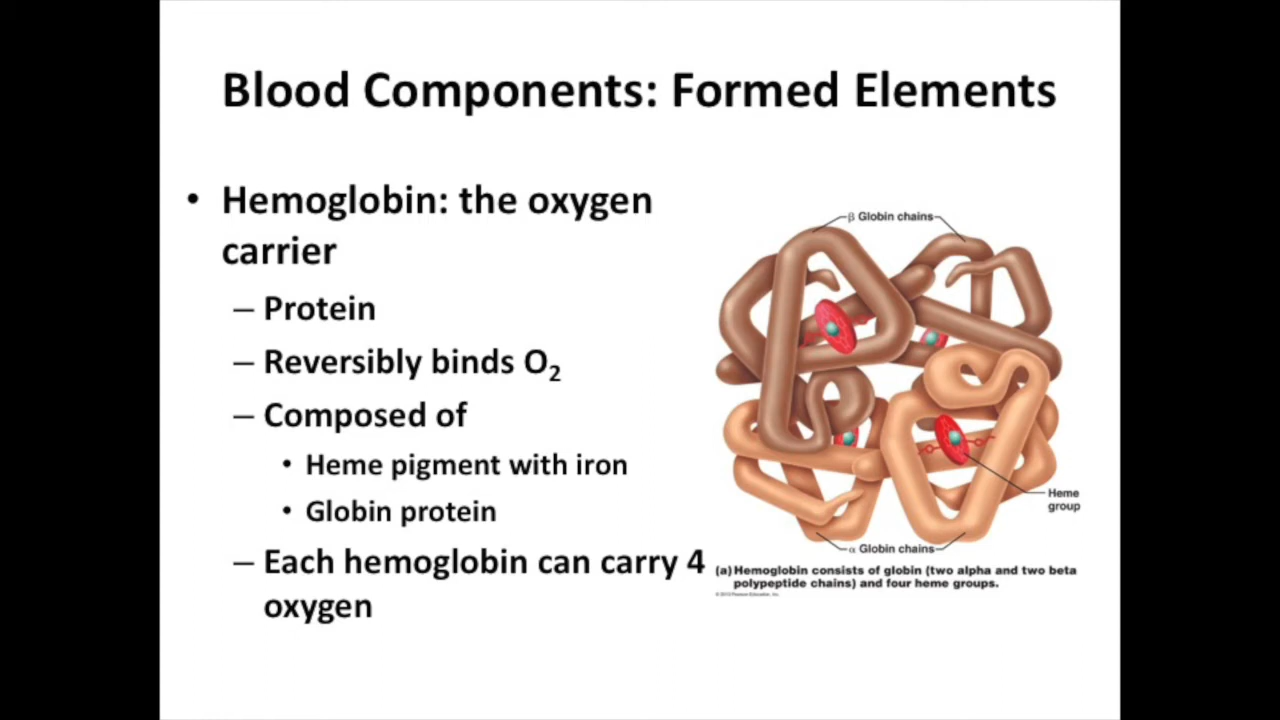 Blood Components: Formed Elements
• Hemoglobin: the oxygen
carrier
– Protein
– Reversibly binds O₂
– Composed of
• Heme pigment with iron
• Globin protein
– Each hemoglobin can carry 4
oxygen
β Globin chains
Heme
group
α Globin chains
(a) Hemoglobin consists of globin (two alpha and two beta
polypeptide chains) and four heme groups.
© 2013 Pearson Education, Inc.